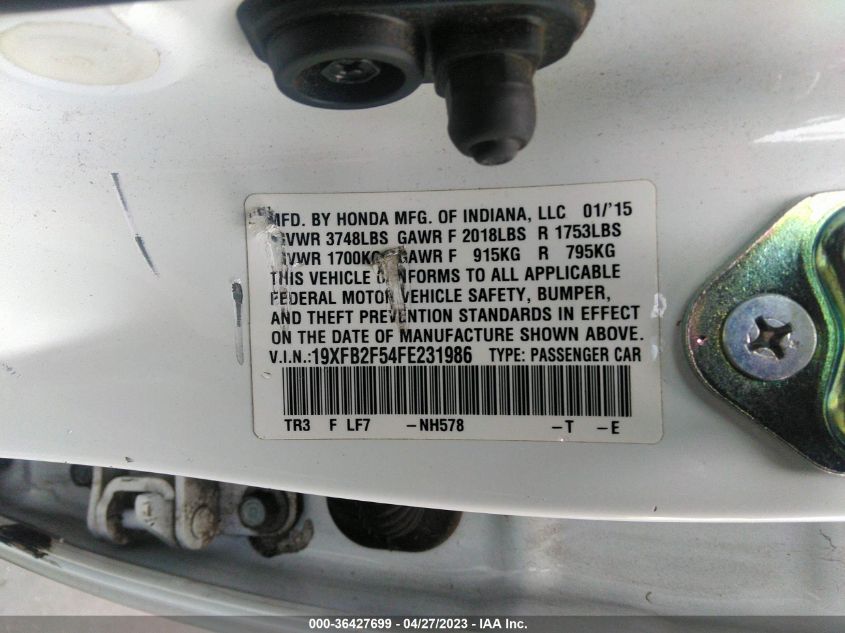 MFD. BY HONDA MFG. OF INDIANA, LLC 01/'15
GVWR 3748LBS GAWR F 2018LBS R 1753LBS
GVWR 1700KG GAWR F 915KG R 795KG
THIS VEHICLE CONFORMS TO ALL APPLICABLE
FEDERAL MOTOR VEHICLE SAFETY, BUMPER,
AND THEFT PREVENTION STANDARDS IN EFFECT
ON THE DATE OF MANUFACTURE SHOWN ABOVE.
V.I.N.:19XFB2F54FE231986 TYPE: PASSENGER CAR
TR3 F LF7 -NH578 -T -E
000-36427699 - 04/27/2023 - IAA Inc.